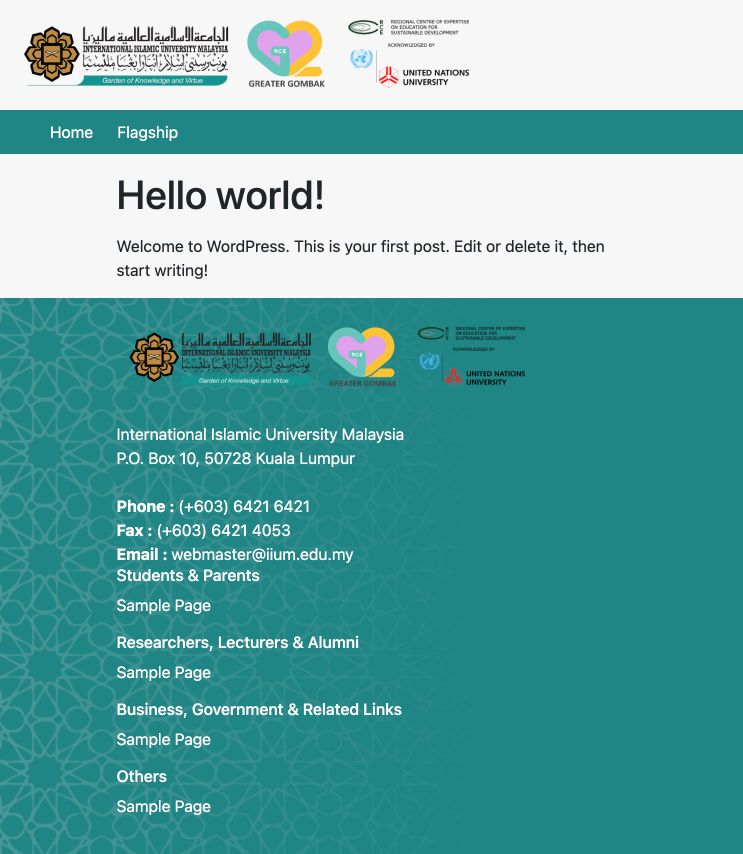 الجامعة الإسلامية العالمية ماليزيا
INTERNATIONAL ISLAMIC UNIVERSITY MALAYSIA
يونيورسيتي اسلام انتارابغسا مليسيا
Garden of Knowledge and Virtue
RCE
GREATER GOMBAK
RCE
REGIONAL CENTRE OF EXPERTISE
ON EDUCATION FOR
SUSTAINABLE DEVELOPMENT
ACKNOWLEDGED BY
UNITED NATIONS
UNIVERSITY
Home Flagship
Hello world!
Welcome to WordPress. This is your first post. Edit or delete it, then
start writing!
الجامعة الإسلامية العالمية ماليزيا
INTERNATIONAL ISLAMIC UNIVERSITY MALAYSIA
يونيورسيتي اسلام انتارابغسا مليسيا
Garden of Knowledge and Virtue
RCE
GREATER GOMBAK
RCE
REGIONAL CENTRE OF EXPERTISE
ON EDUCATION FOR
SUSTAINABLE DEVELOPMENT
ACKNOWLEDGED BY
UNITED NATIONS
UNIVERSITY
International Islamic University Malaysia
P.O. Box 10, 50728 Kuala Lumpur
Phone : (+603) 6421 6421
Fax : (+603) 6421 4053
Email : webmaster@iium.edu.my
Students & Parents
Sample Page
Researchers, Lecturers & Alumni
Sample Page
Business, Government & Related Links
Sample Page
Others
Sample Page